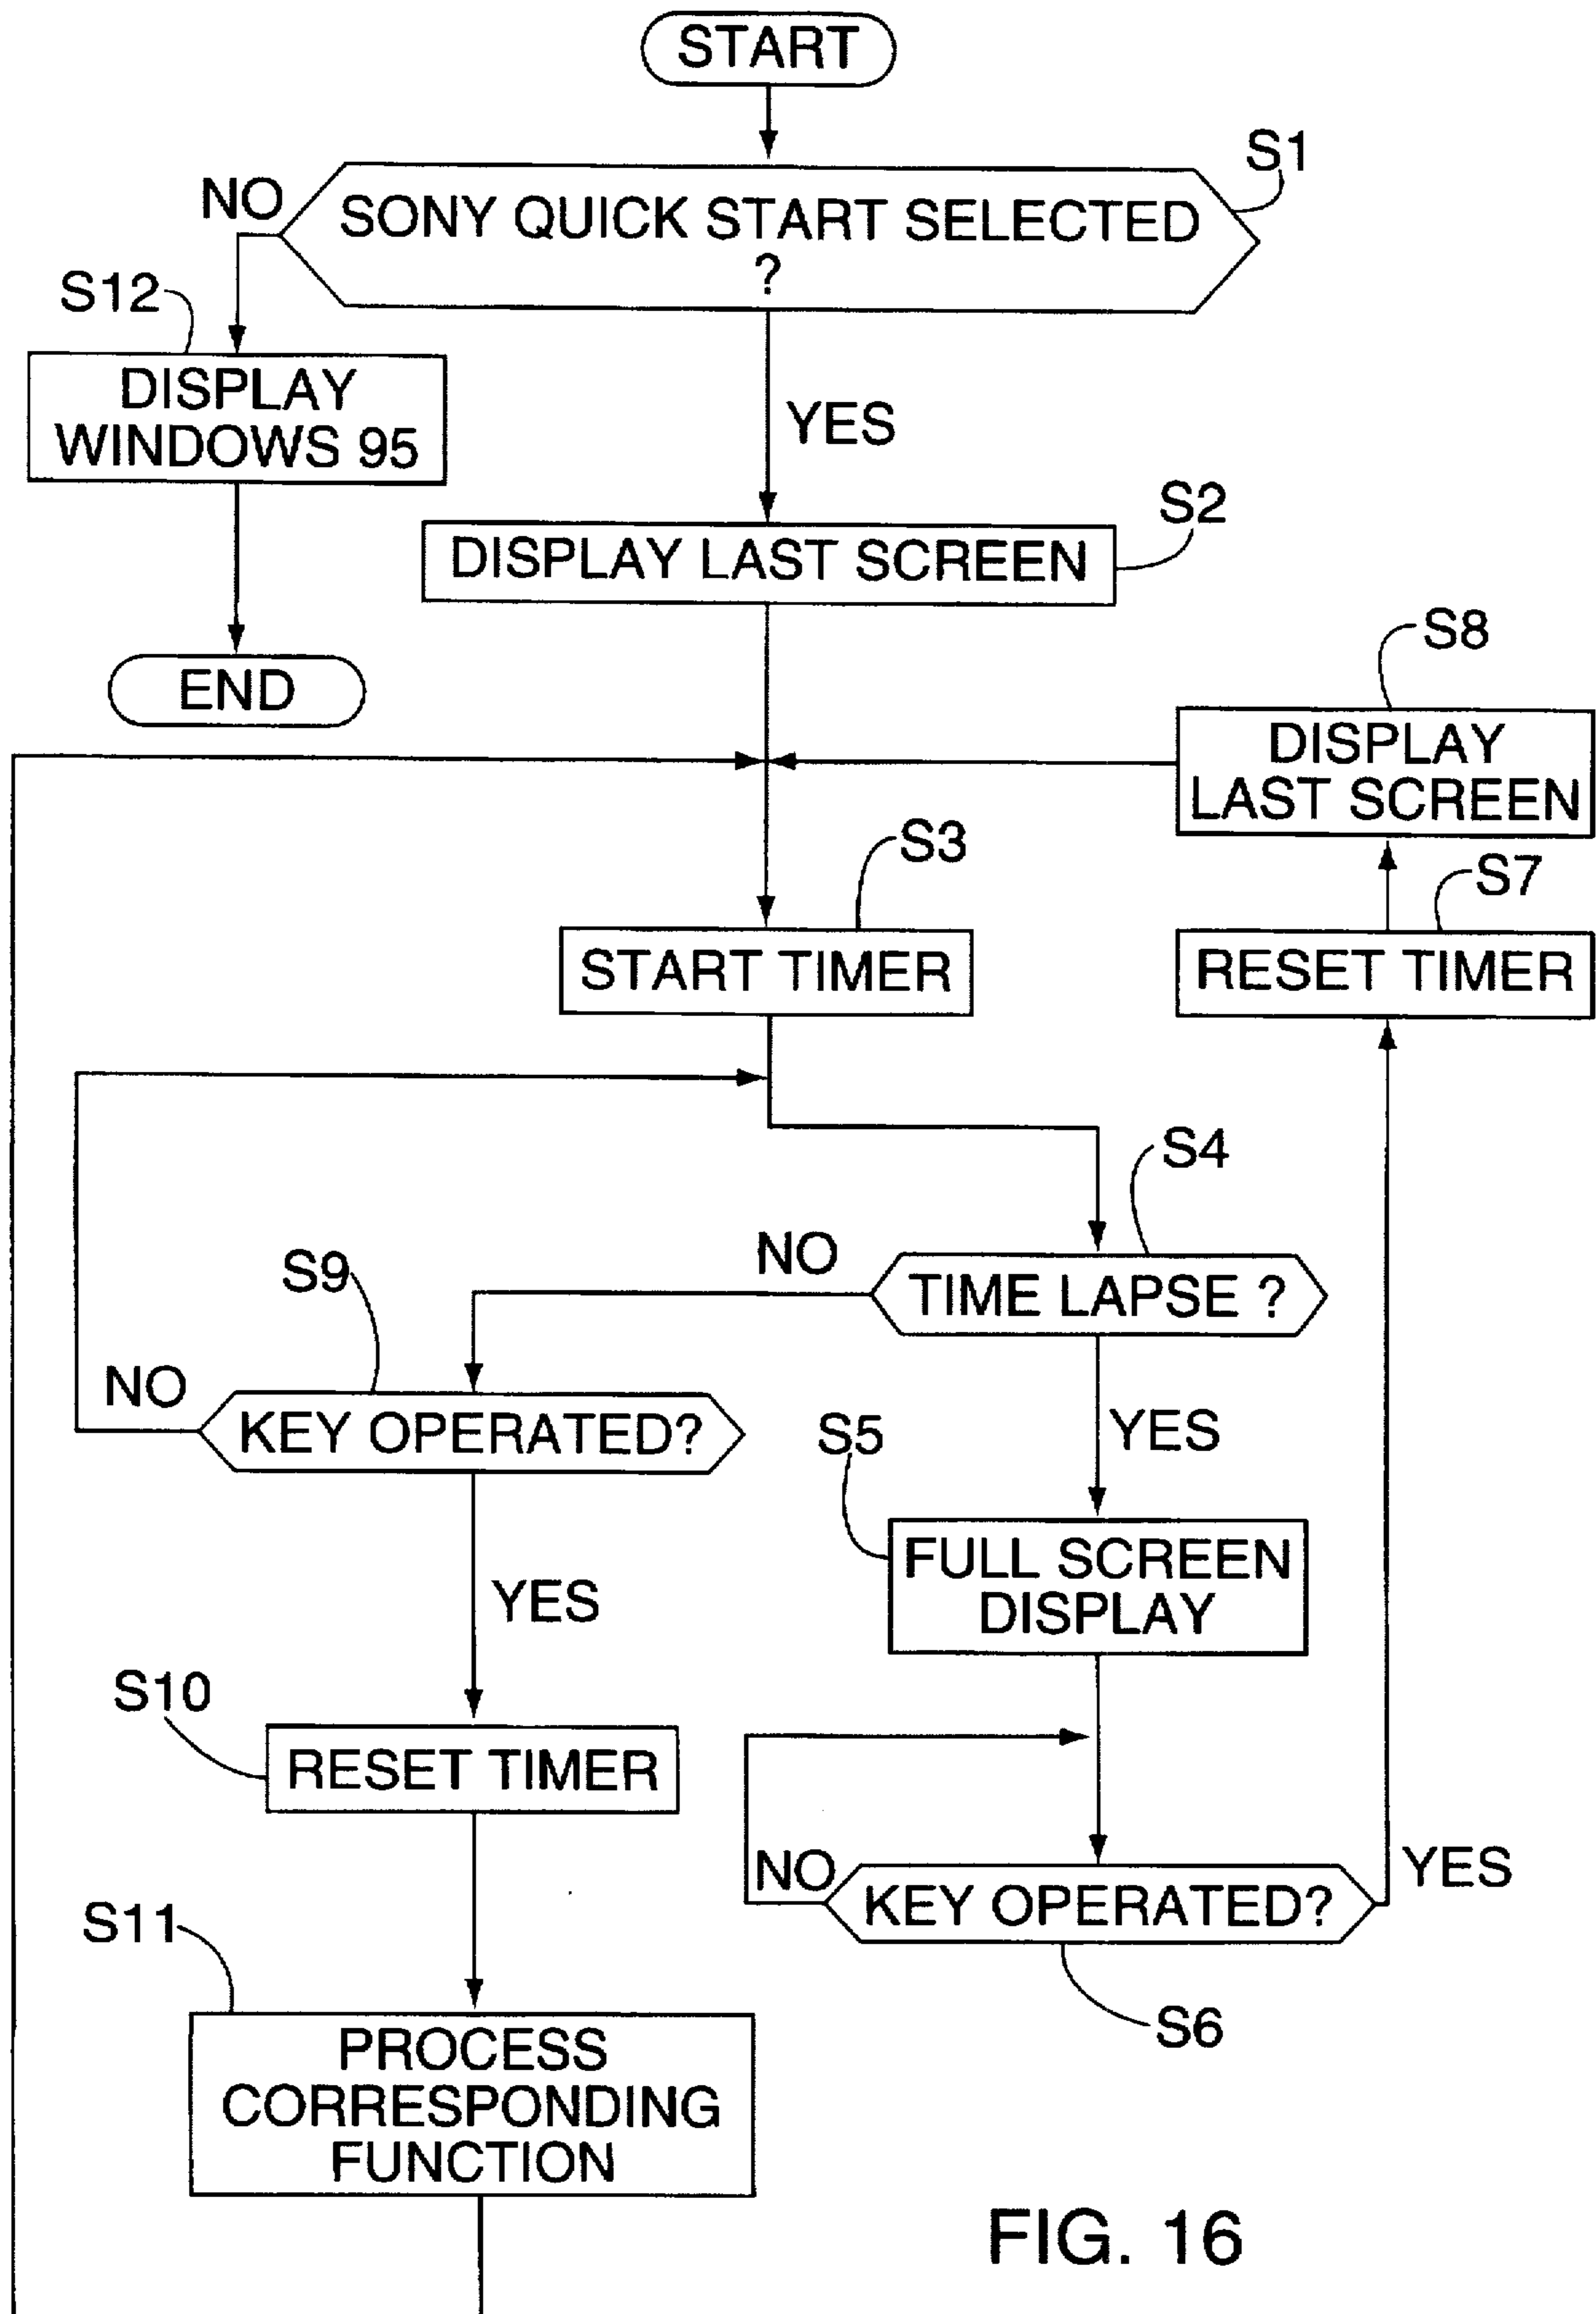 START
S1
NO
SONY QUICK START SELECTED
?
S12
DISPLAY
WINDOWS 95
YES
S2
DISPLAY LAST SCREEN
END
S8
DISPLAY
LAST SCREEN
S3
S7
START TIMER
RESET TIMER
S4
NO
TIME LAPSE ?
S9
NO
KEY OPERATED?
YES
S5
FULL SCREEN
DISPLAY
YES
S10
RESET TIMER
NO
KEY OPERATED?
YES
S11
S6
PROCESS
CORRESPONDING
FUNCTION
FIG. 16